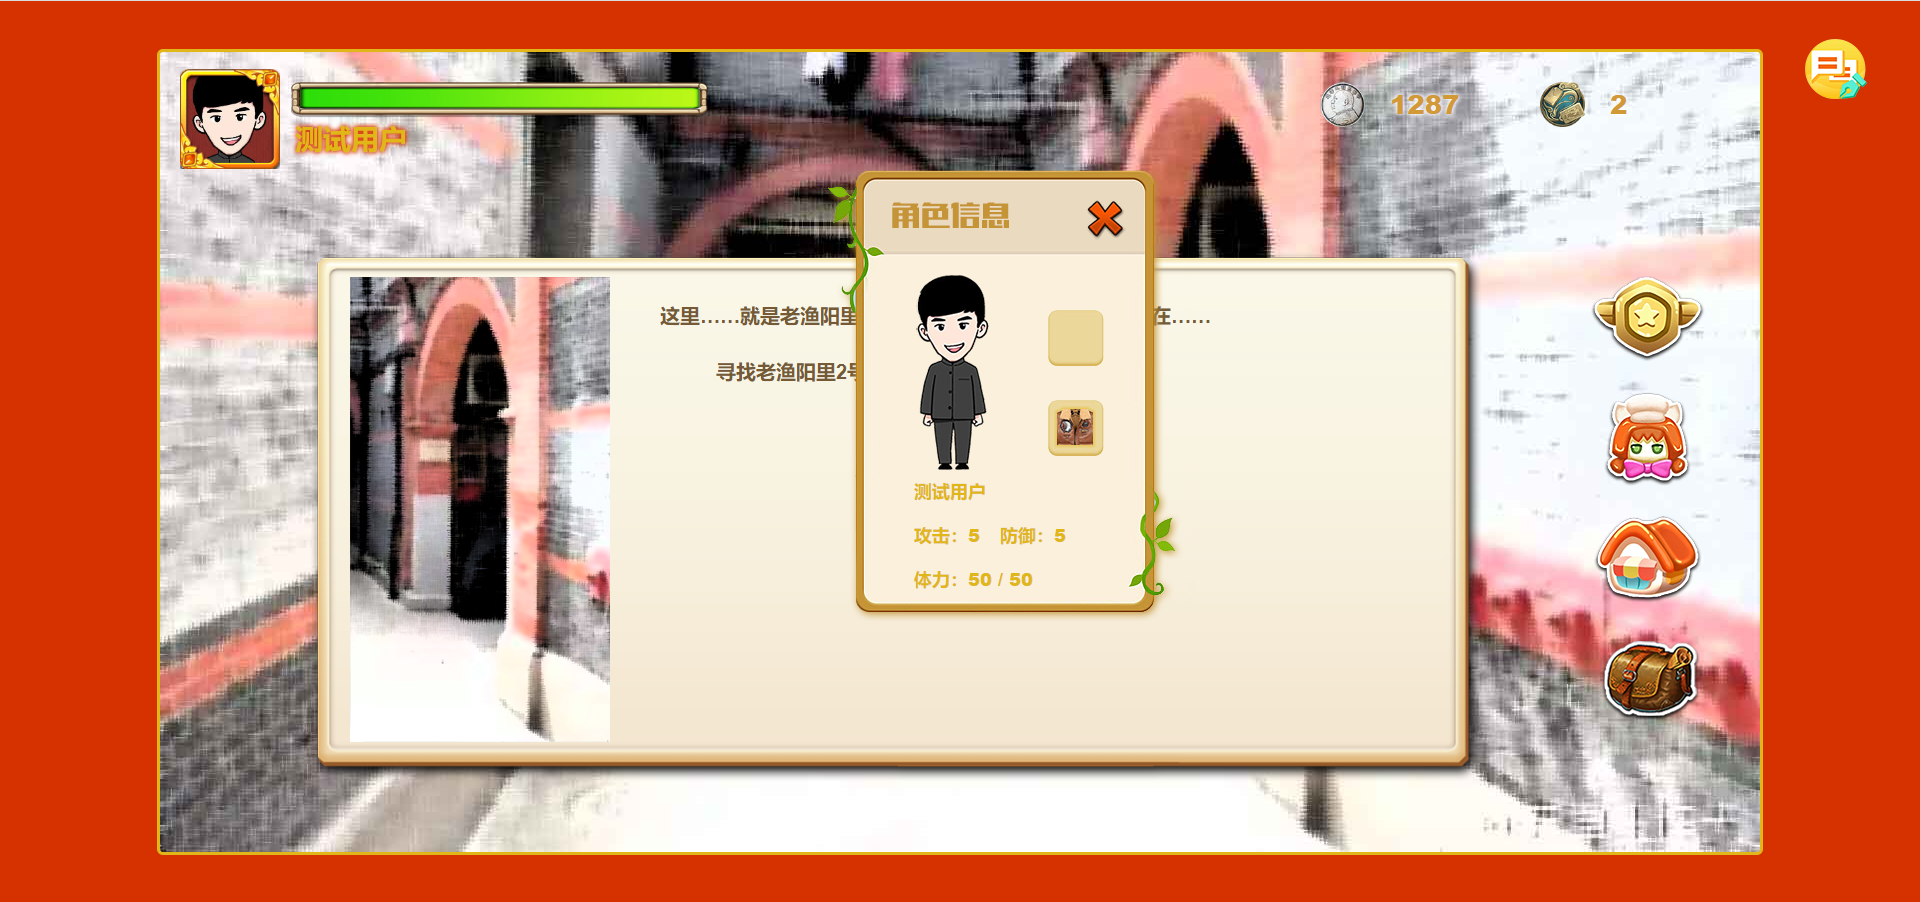 测试用户
1287
2
角色信息
这里……就是老渔阳里
在……
寻找老渔阳里2号
测试用户
攻击：5 防御：5
体力：50 / 50